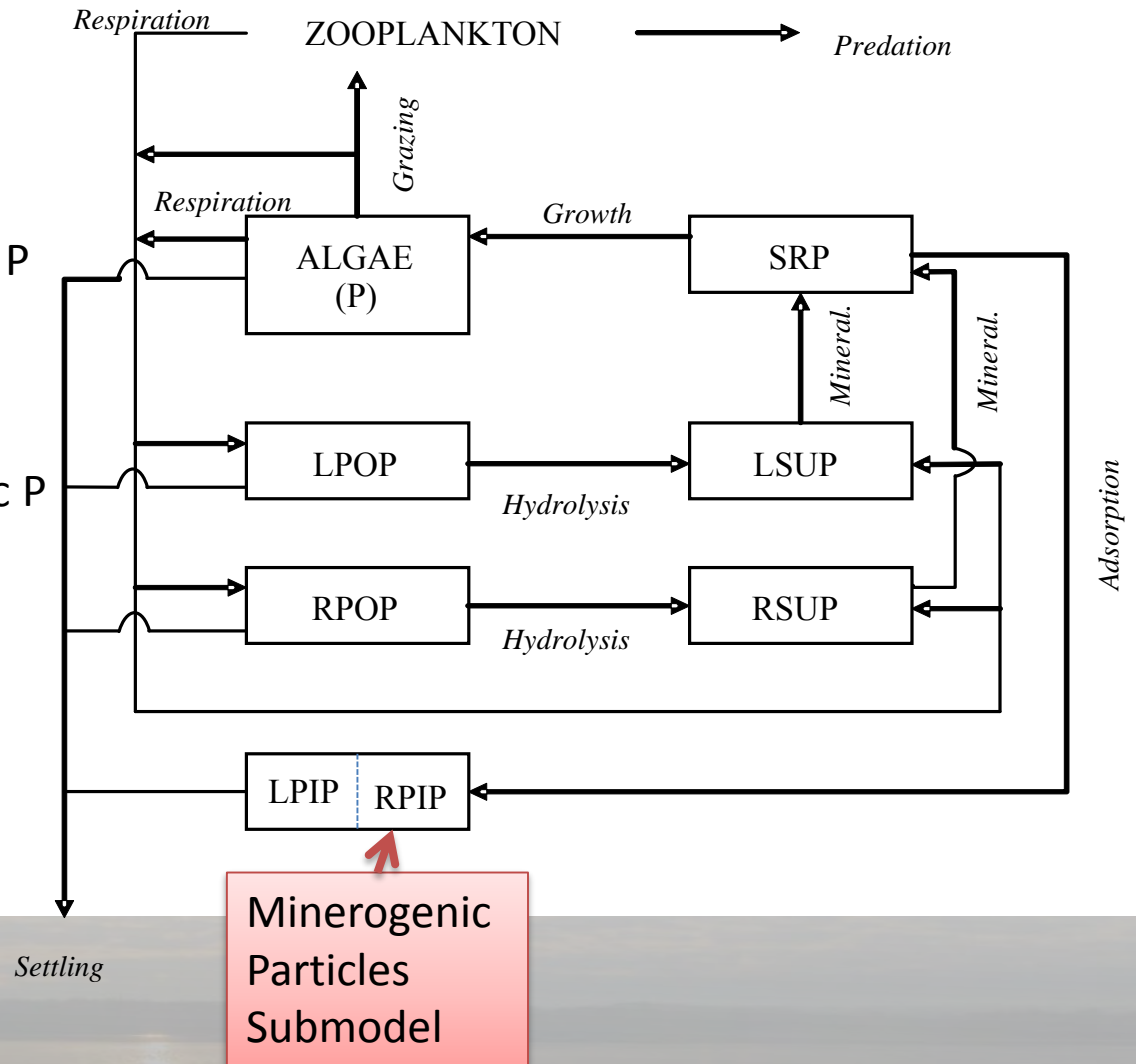 Respiration
ZOOPLANKTON
Predation
Grazing
Respiration
Growth
P
ALGAE
(P)
SRP
Mineral.
Mineral.
LPOP
LSUP
c P
Hydrolysis
Adsorption
RPOP
RSUP
Hydrolysis
LPIP
RPIP
Minerogenic
Particles
Submodel
Settling